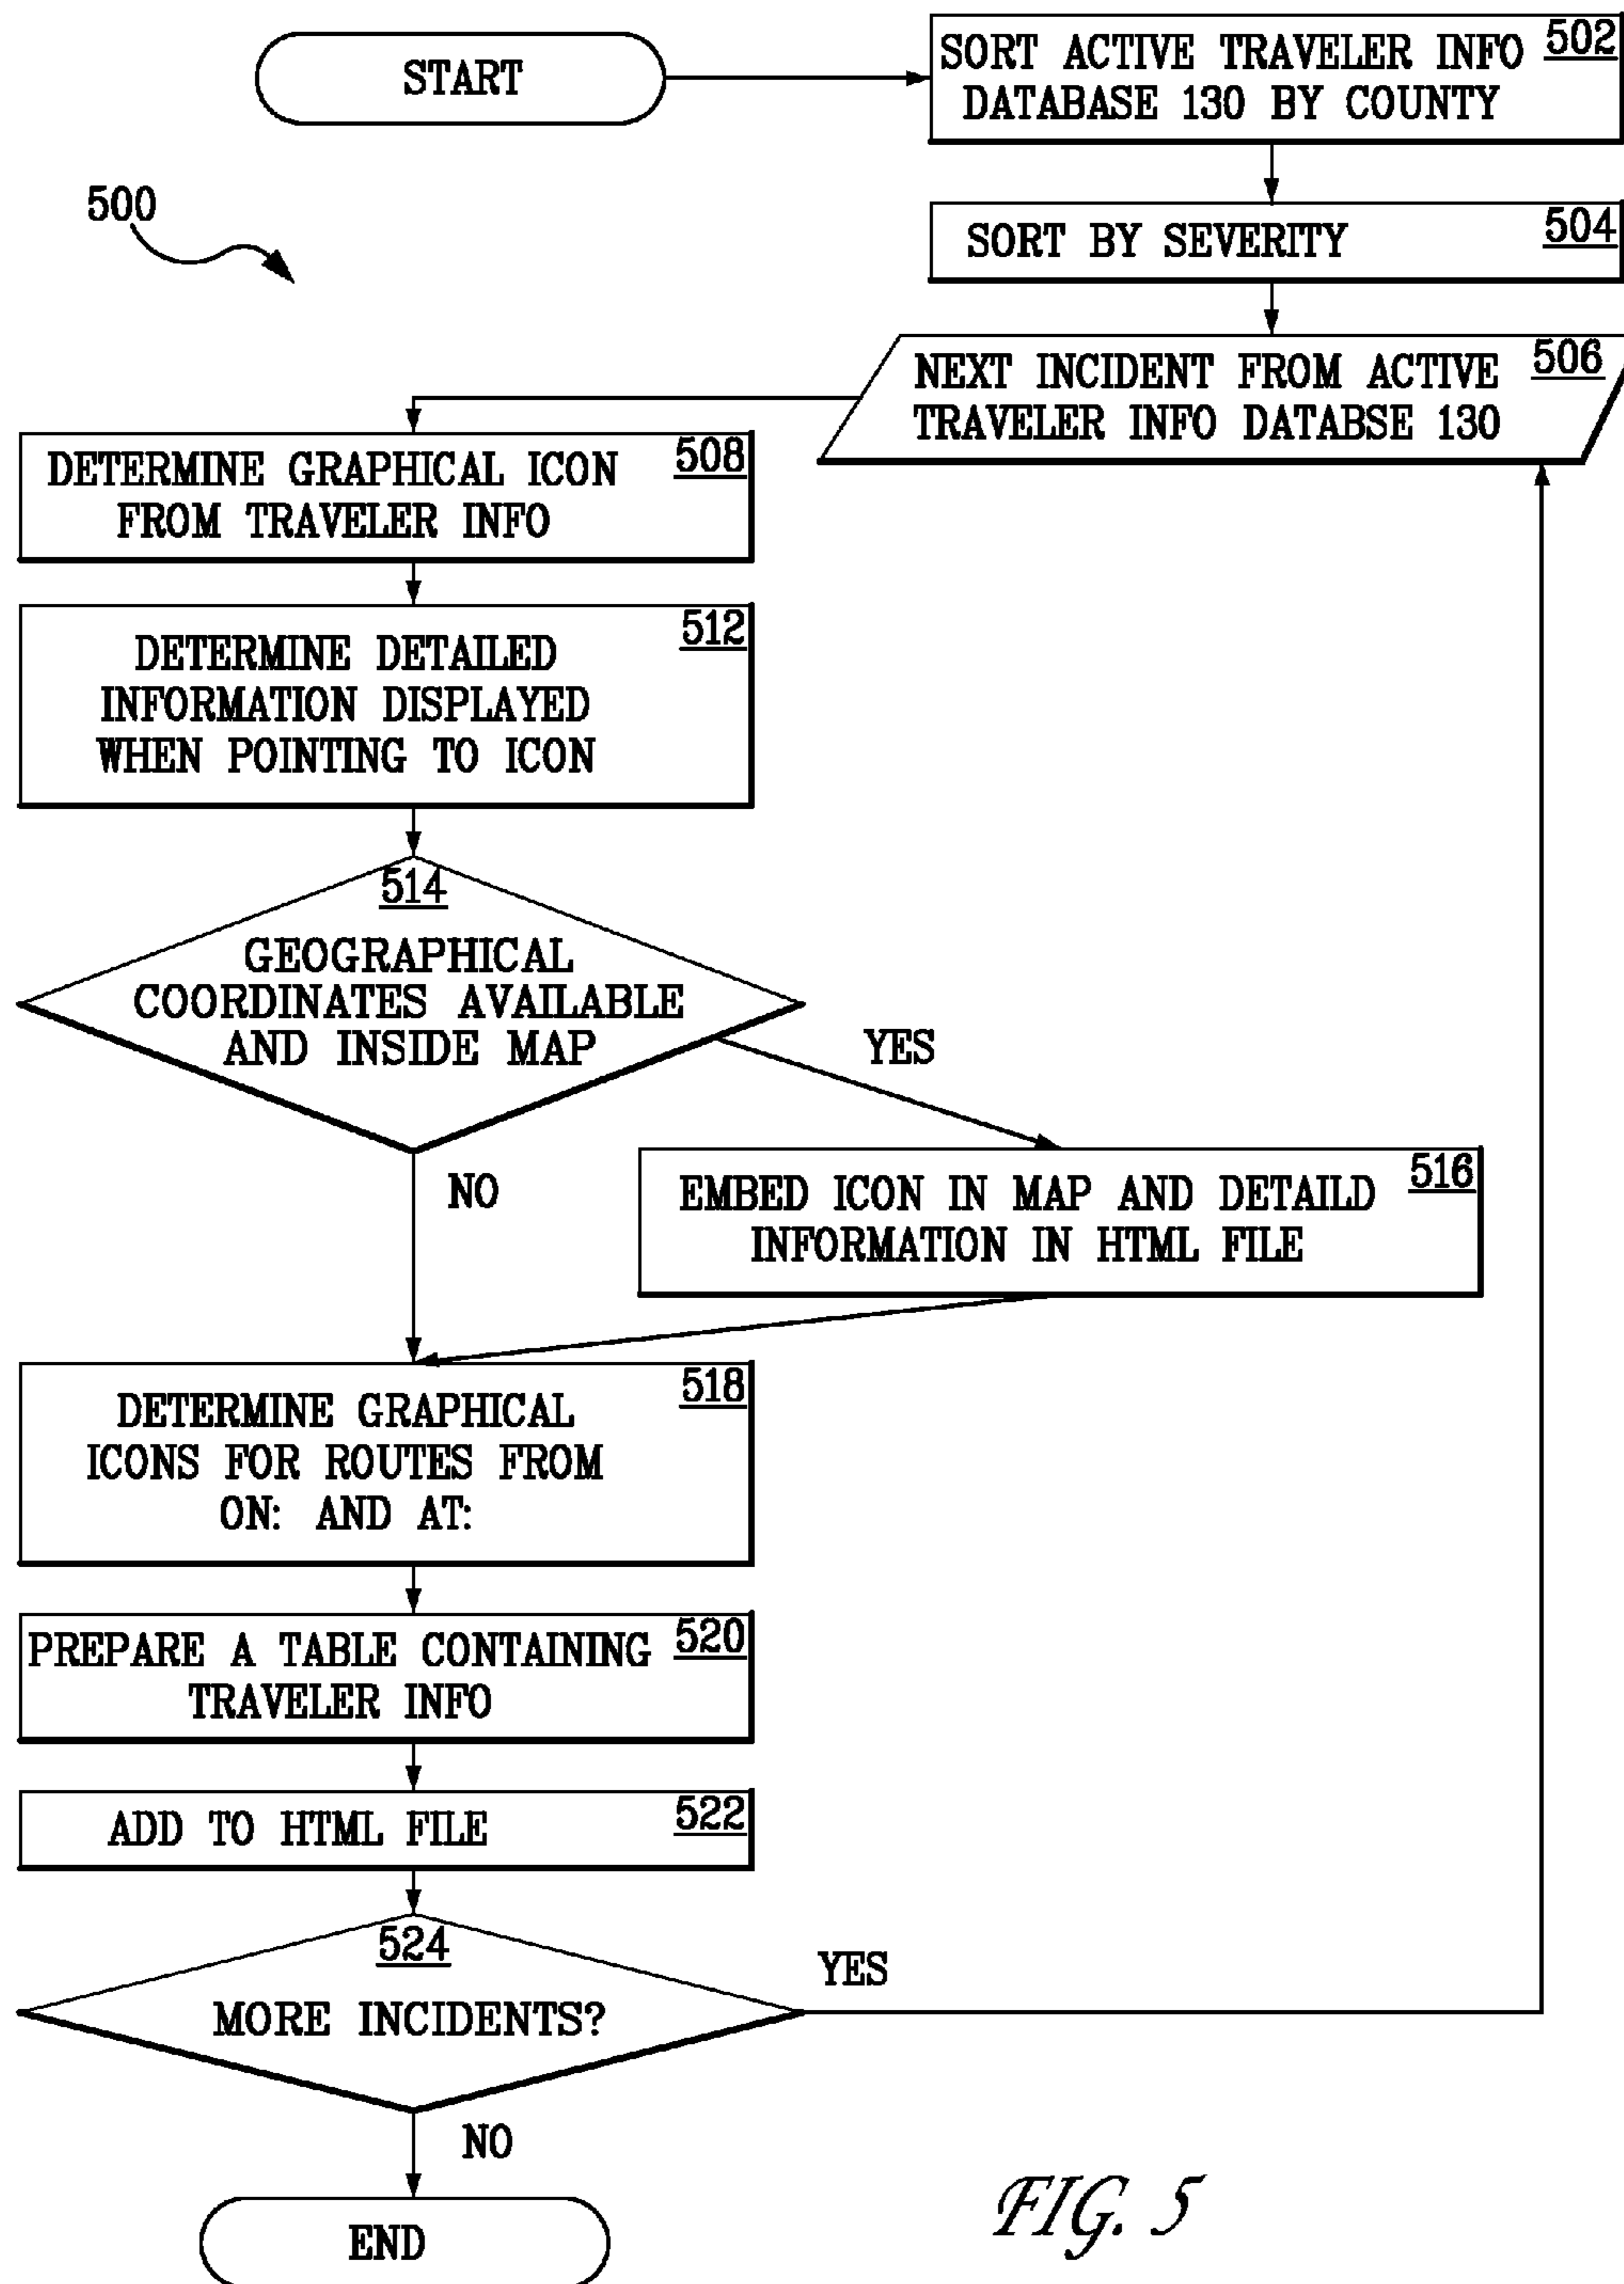 START
SORT ACTIVE TRAVELER INFO 502
DATABASE 130 BY COUNTY
500
SORT BY SEVERITY 504
NEXT INCIDENT FROM ACTIVE 506
TRAVELER INFO DATABSE 130
DETERMINE GRAPHICAL ICON 508
FROM TRAVELER INFO
512
DETERMINE DETAILED
INFORMATION DISPLAYED
WHEN POINTING TO ICON
514
GEOGRAPHICAL
COORDINATES AVAILABLE
AND INSIDE MAP
YES
NO
EMBED ICON IN MAP AND DETAILD 516
INFORMATION IN HTML FILE
518
DETERMINE GRAPHICAL
ICONS FOR ROUTES FROM
ON: AND AT:
PREPARE A TABLE CONTAINING 520
TRAVELER INFO
ADD TO HTML FILE 522
524
MORE INCIDENTS?
YES
NO
END
FIG. 5